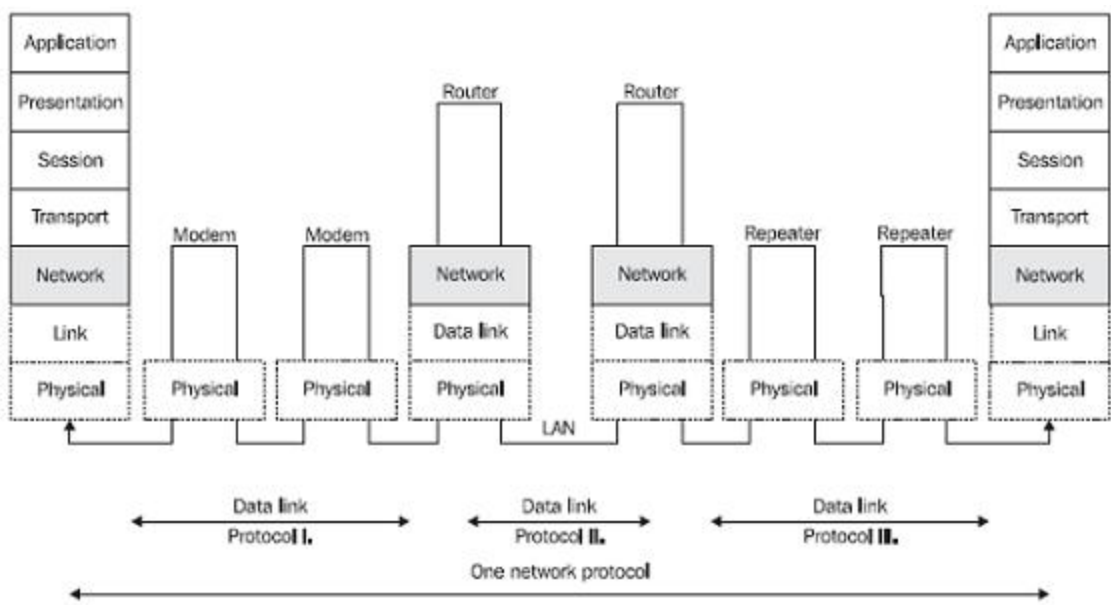 Application
Presentation
Session
Transport
Network
Link
Physical
Modem
Physical
Modem
Physical
Router
Network
Data link
Physical
LAN
Router
Network
Data link
Physical
Repeater
Physical
Repeater
Physical
Application
Presentation
Session
Transport
Network
Link
Physical
Data link
Protocol I.
Data link
Protocol II.
Data link
Protocol III.
One network protocol